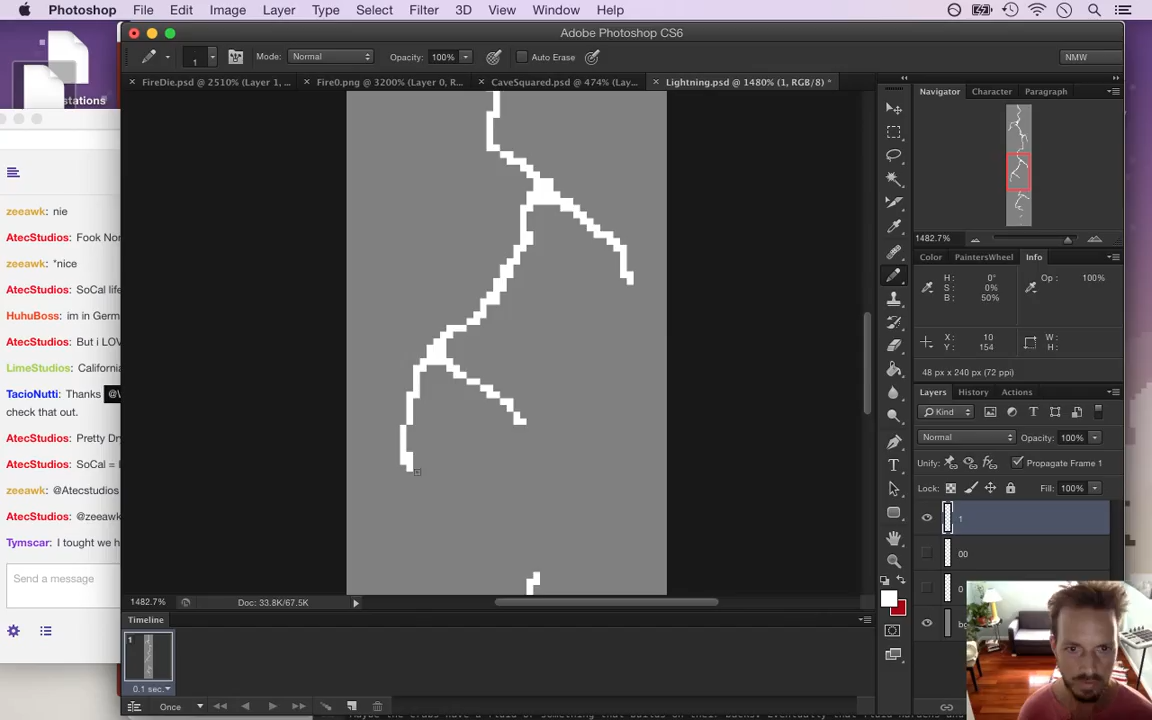 Photoshop File Edit Image Layer Type Select Filter 3D View Window Help
Adobe Photoshop CS6
1 Mode: Normal Opacity: 100% Auto Erase NMW
FireDie.psd @ 2510% (Layer 1, ... Fire0.png @ 3200% (Layer 0, R... CaveSquared.psd @ 474% (Lay... Lightning.psd @ 1480% (1, RGB/8) *
Navigator Character Paragraph
1482.7%
Color PaintersWheel Info
H: 0° Op: 100%
S: 0%
B: 50%
X: 10 W:
Y: 154 H:
48 px x 240 px (72 ppi)
Layers History Actions
Kind
Normal Opacity: 100%
Unify: Propagate Frame 1
Lock: Fill: 100%
1
00
0
stations
zeeawk: nie
AtecStudios: Fook Nor
zeeawk: *nice
AtecStudios: SoCal life
HuhuBoss: im in Germ
AtecStudios: But i LOV
LimeStudios: California
TacioNutti: Thanks
check that out.
AtecStudios: Pretty Dry
AtecStudios: SoCal =
zeeawk: @Atecstudios
AtecStudios: @zeeawk
Tymscar: I tought we h
Send a message
1482.7% Doc: 33.8K/67.5K
Timeline
1
0.1 sec.
Once